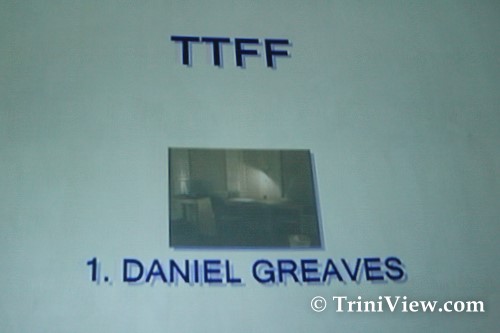 TTFF
1. DANIEL GREAVES
© TriniView.com